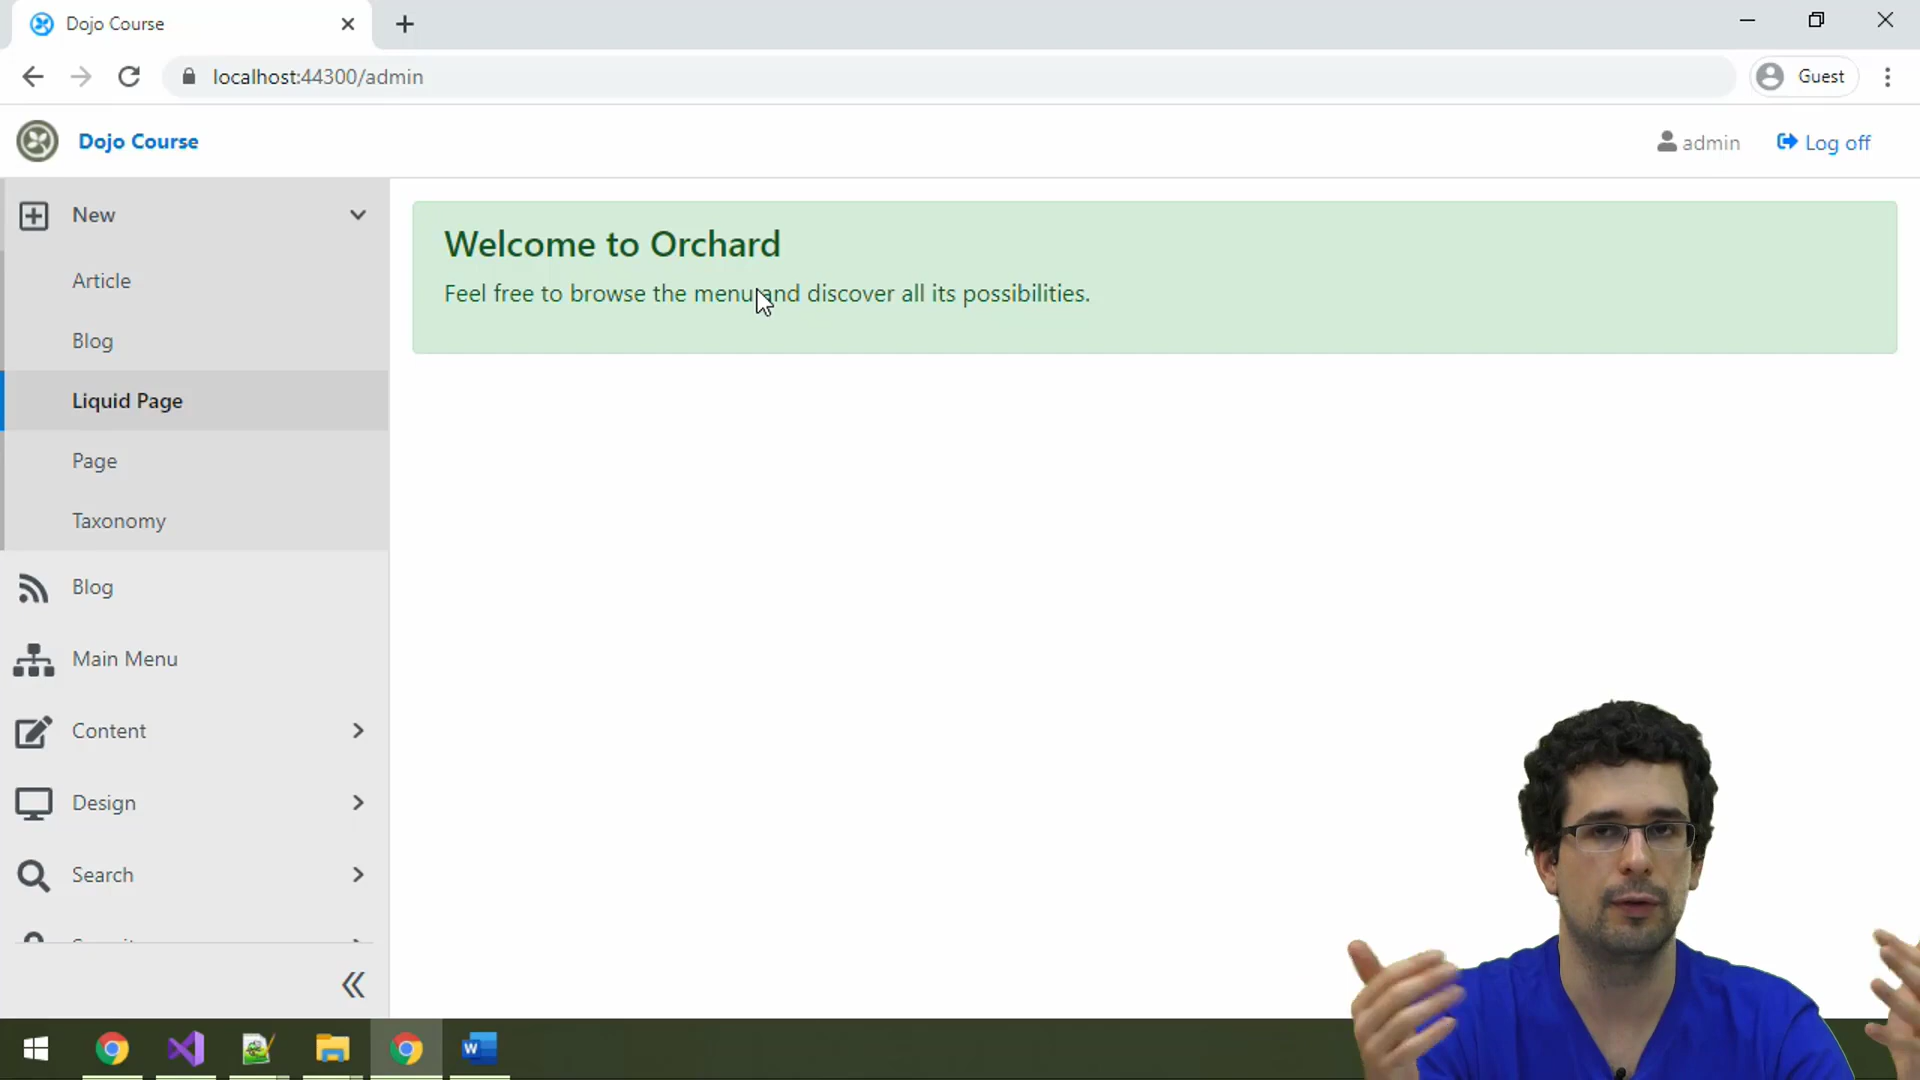 Dojo Course
localhost:44300/admin
Guest
Dojo Course
admin
Log off
New
Article
Blog
Liquid Page
Page
Taxonomy
Blog
Main Menu
Content
Design
Search
Welcome to Orchard
Feel free to browse the menu and discover all its possibilities.
W